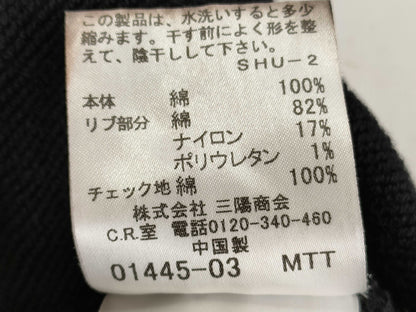 この製品は、水洗いすると多少
縮みます。干す前によく形を整
えて、陰干しして下さい。
SHU-2
本体 綿 100%
リブ部分 綿 82%
ナイロン 17%
ポリウレタン 1%
チェック地 綿 100%
株式会社 三陽商会
C.R.室 電話0120-340-460
中国製
01445-03 MTT